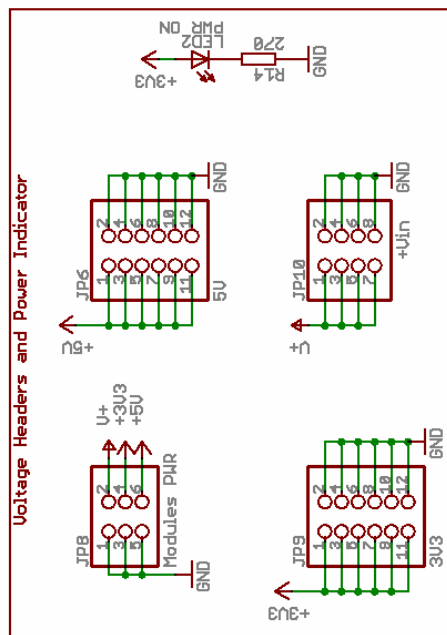 Voltage Headers and Power Indicator
+3V3
LED2
PWR ON
R14
270
GND
JP6
2
4
6
8
10
12
1
3
5
7
9
11
GND
+5V
5V
JP10
2
4
6
8
1
3
5
7
GND
V+
+Vin
JP8
V+
+3V3
+5V
2
4
6
1
3
5
Modules PWR
GND
JP9
2
4
6
8
10
12
1
3
5
7
9
11
GND
+3V3
3V3